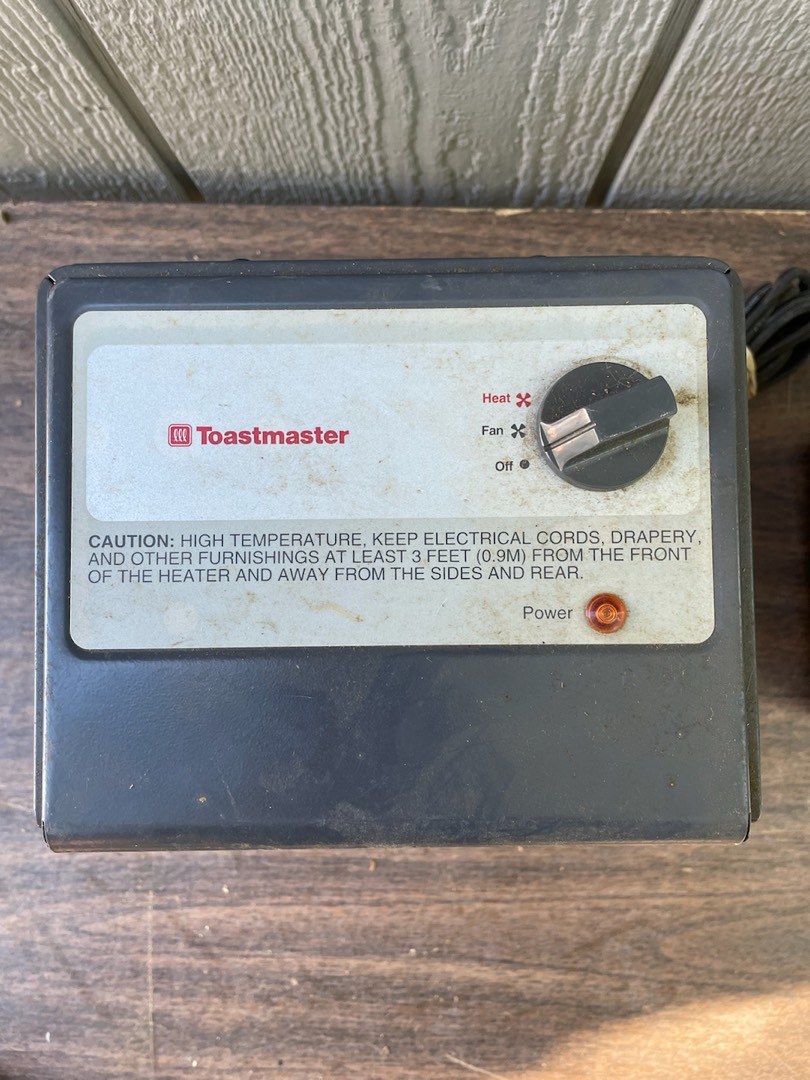 Toastmaster
Heat
Fan
Off
CAUTION: HIGH TEMPERATURE, KEEP ELECTRICAL CORDS, DRAPERY,
AND OTHER FURNISHINGS AT LEAST 3 FEET (0.9M) FROM THE FRONT
OF THE HEATER AND AWAY FROM THE SIDES AND REAR.
Power